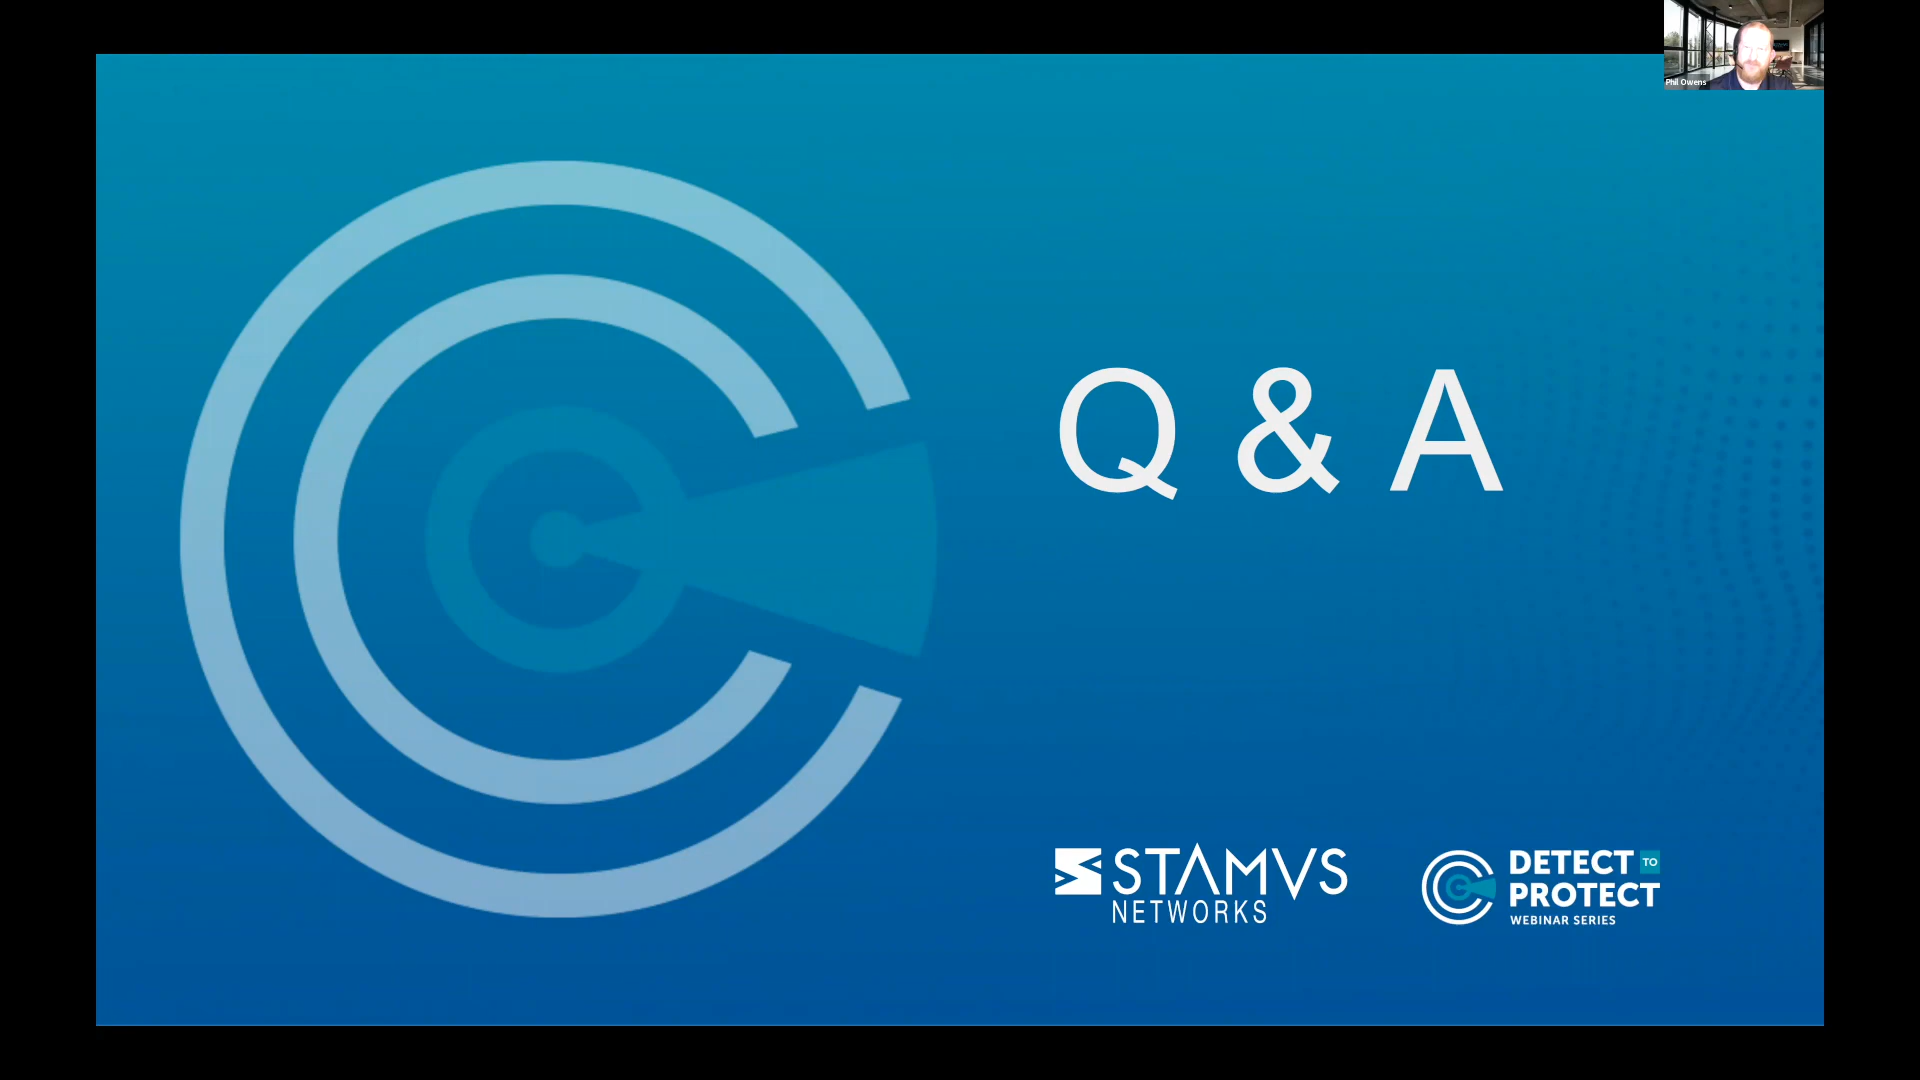 Phil Owens
Q & A
STAMVS
NETWORKS
DETECT TO
PROTECT
WEBINAR SERIES